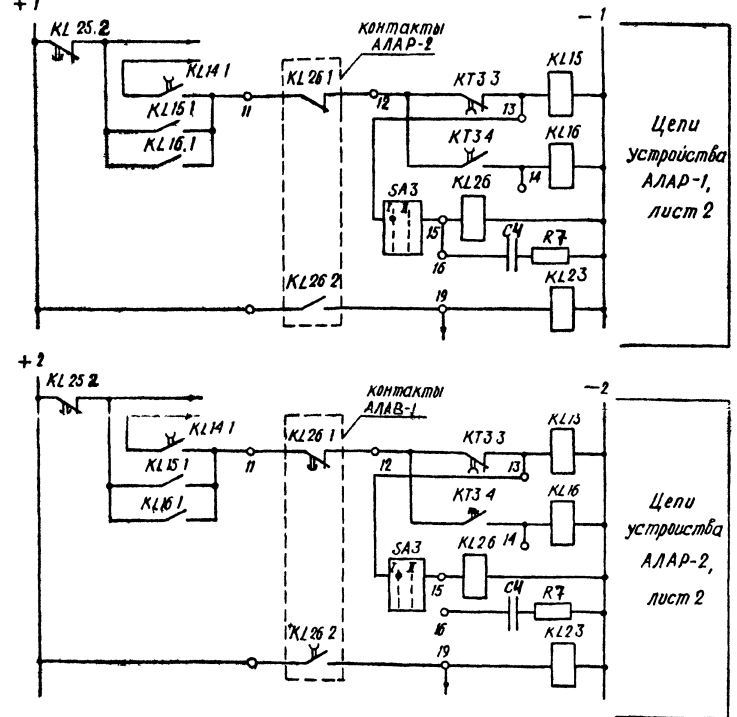 + 1
KL 25.2
контакты
АЛАР-2
– 1
KL14 1
KL26 1
KT3 3
KL15
KL15 1
11
12
13
KL16.1
KT3 4
KL16
14
SA3
KL26
I II
15
C4
R7
16
KL26 2
19
KL23
Цепи
устройства
АЛАР-1,
лист 2
+ 2
KL25 2
контакты
АЛАВ-1
–2
KL14 1
KL26 1
KT3 3
KL15
11
12
13
KL15 1
KL16 1
KT3 4
KL16
14
SA3
KL26
I II
15
C4
R7
16
KL26 2
19
KL23
Цепи
устройства
АЛАР-2,
лист 2